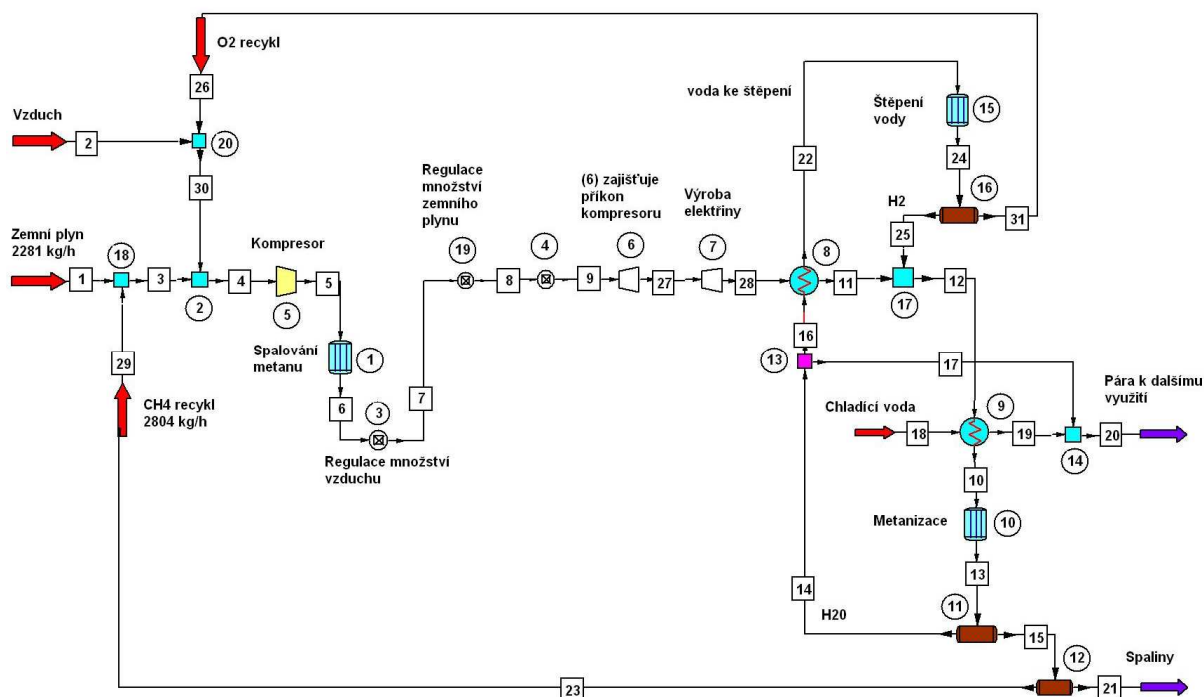 O2 recykl
26
voda ke štěpení
Štěpení
vody
15
Vzduch
2
20
22
24
30
Regulace
množství
zemního
plynu
(6) zajišťuje
příkon
kompresoru
Výroba
elektřiny
16
H2
31
25
Zemní plyn
2281 kg/h
18
Kompresor
19
4
6
7
8
1
3
2
4
5
5
8
9
27
28
11
17
12
29
Spalování
metanu
1
16
13
17
CH4 recykl
2804 kg/h
6
3
7
Regulace množství
vzduchu
Chladící voda
18
9
19
14
20
Pára k dalšímu
využití
10
Metanizace
10
13
14
H20
11
15
12
Spaliny
23
21